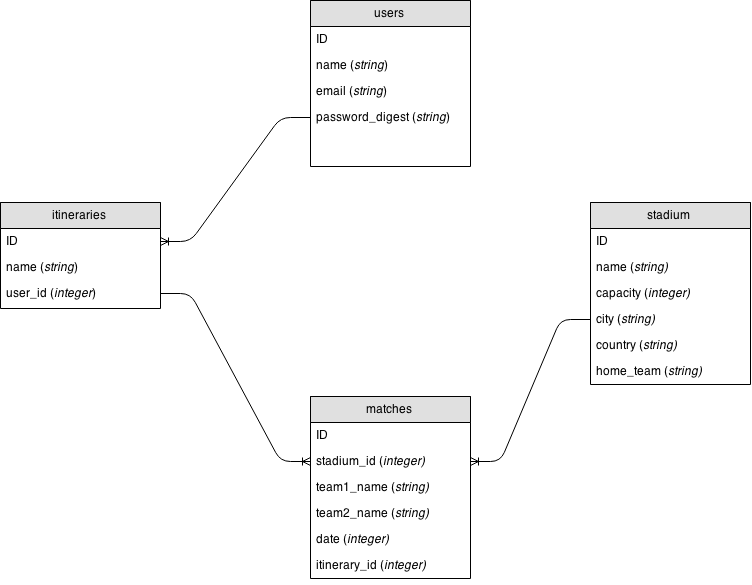 users
ID
name (string)
email (string)
password_digest (string)
itineraries
ID
name (string)
user_id (integer)
stadium
ID
name (string)
capacity (integer)
city (string)
country (string)
home_team (string)
matches
ID
stadium_id (integer)
team1_name (string)
team2_name (string)
date (integer)
itinerary_id (integer)